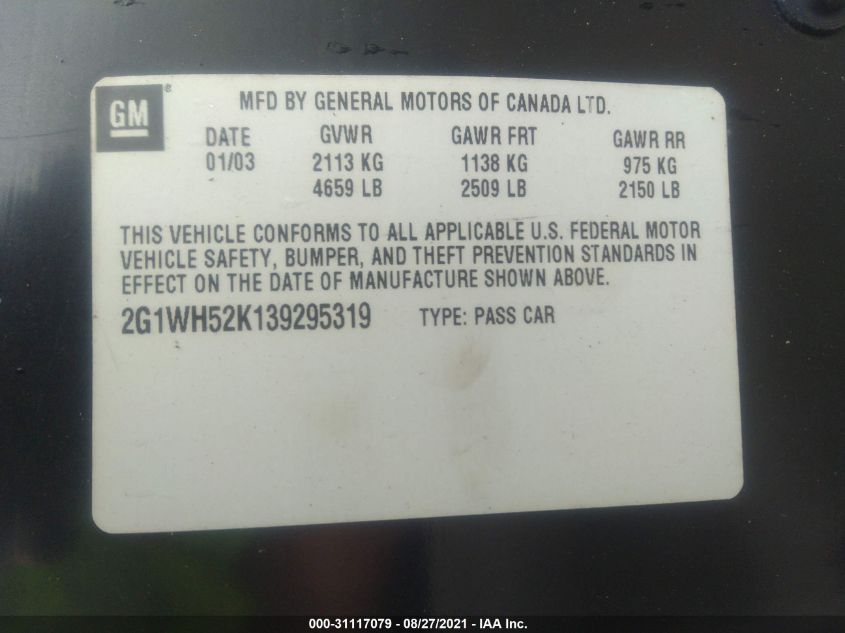 GM®
MFD BY GENERAL MOTORS OF CANADA LTD.
DATE GVWR GAWR FRT GAWR RR
01/03 2113 KG 1138 KG 975 KG
4659 LB 2509 LB 2150 LB
THIS VEHICLE CONFORMS TO ALL APPLICABLE U.S. FEDERAL MOTOR
VEHICLE SAFETY, BUMPER, AND THEFT PREVENTION STANDARDS IN
EFFECT ON THE DATE OF MANUFACTURE SHOWN ABOVE.
2G1WH52K139295319 TYPE: PASS CAR
000-31117079 - 08/27/2021 - IAA Inc.